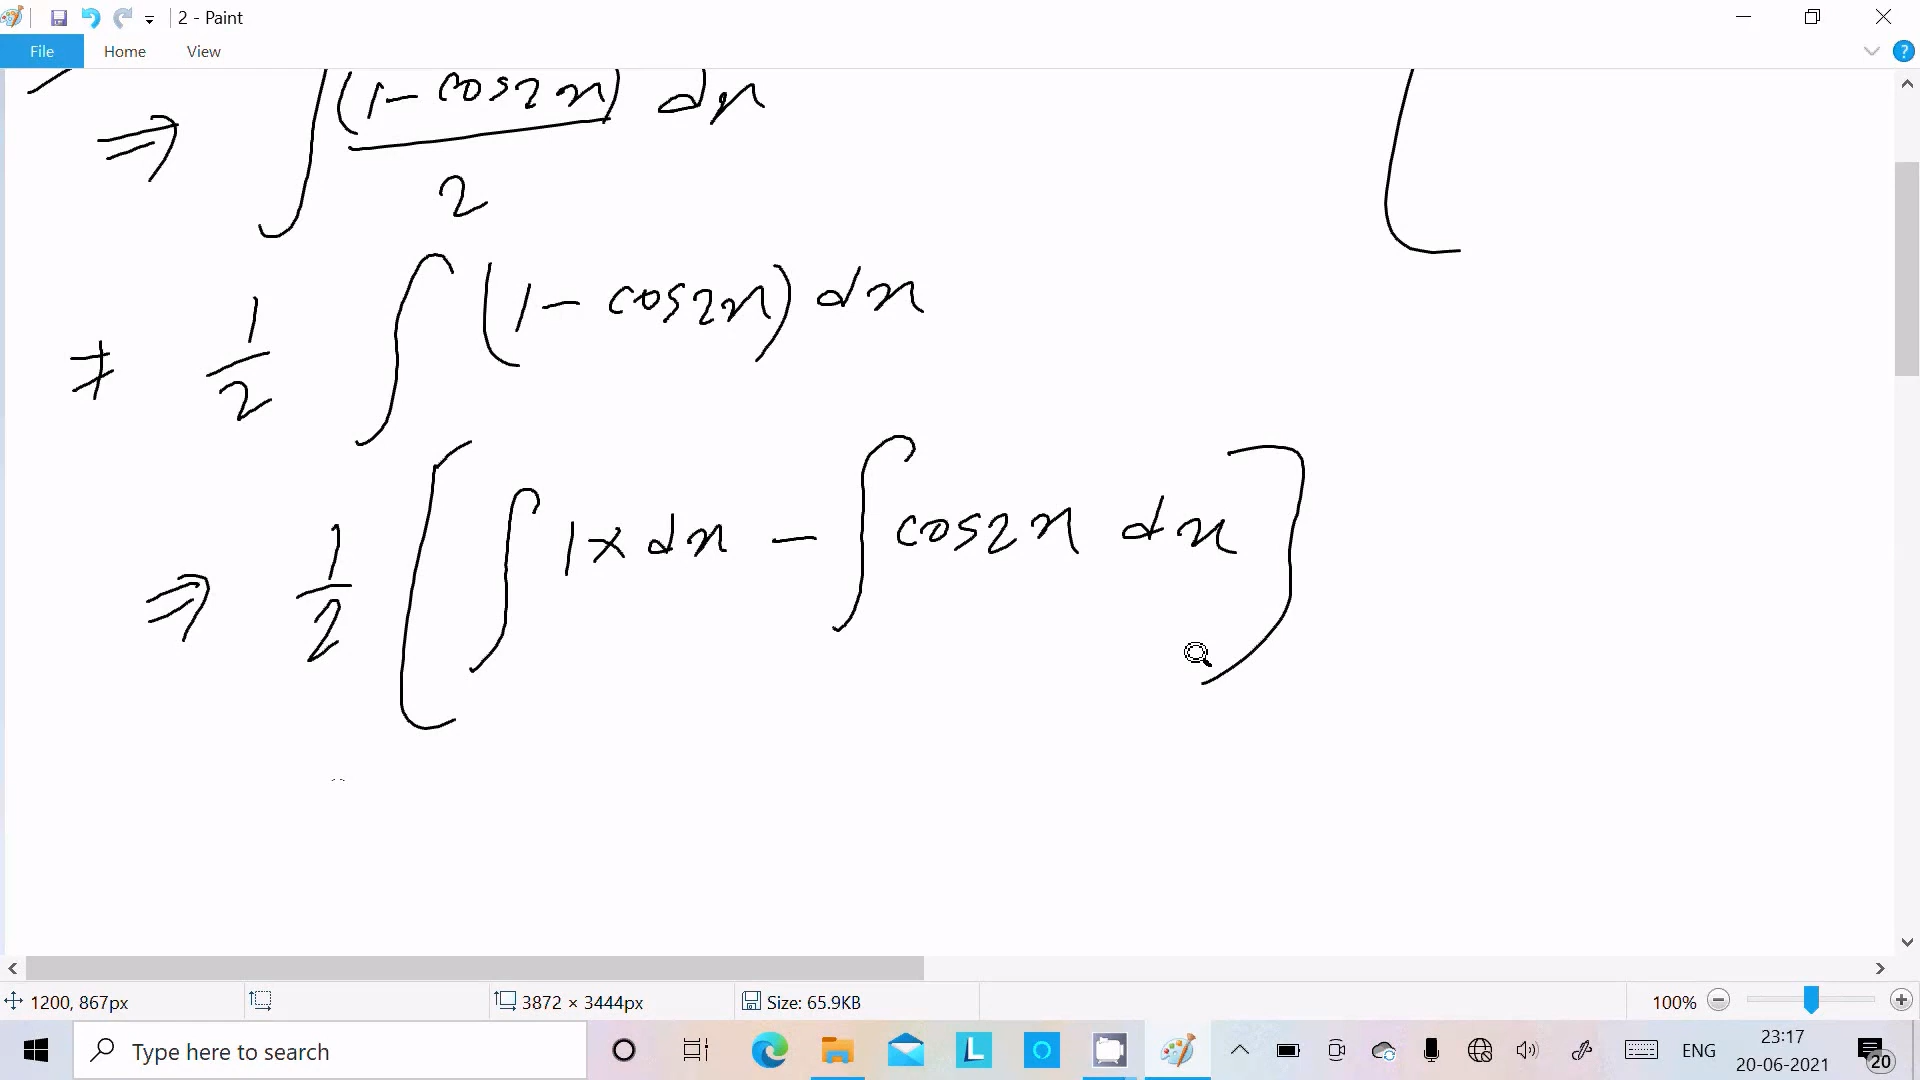 2 - Paint
File Home View
⇒ ∫ (1 - cos2x) dx
2
⇒ 1/2 ∫ (1 - cos2x) dx
⇒ 1/2 [ ∫ 1 x dx - ∫ cos2x dx ]
1200, 867px 3872 × 3444px Size: 65.9KB 100%
Type here to search ENG 23:17
20-06-2021 20